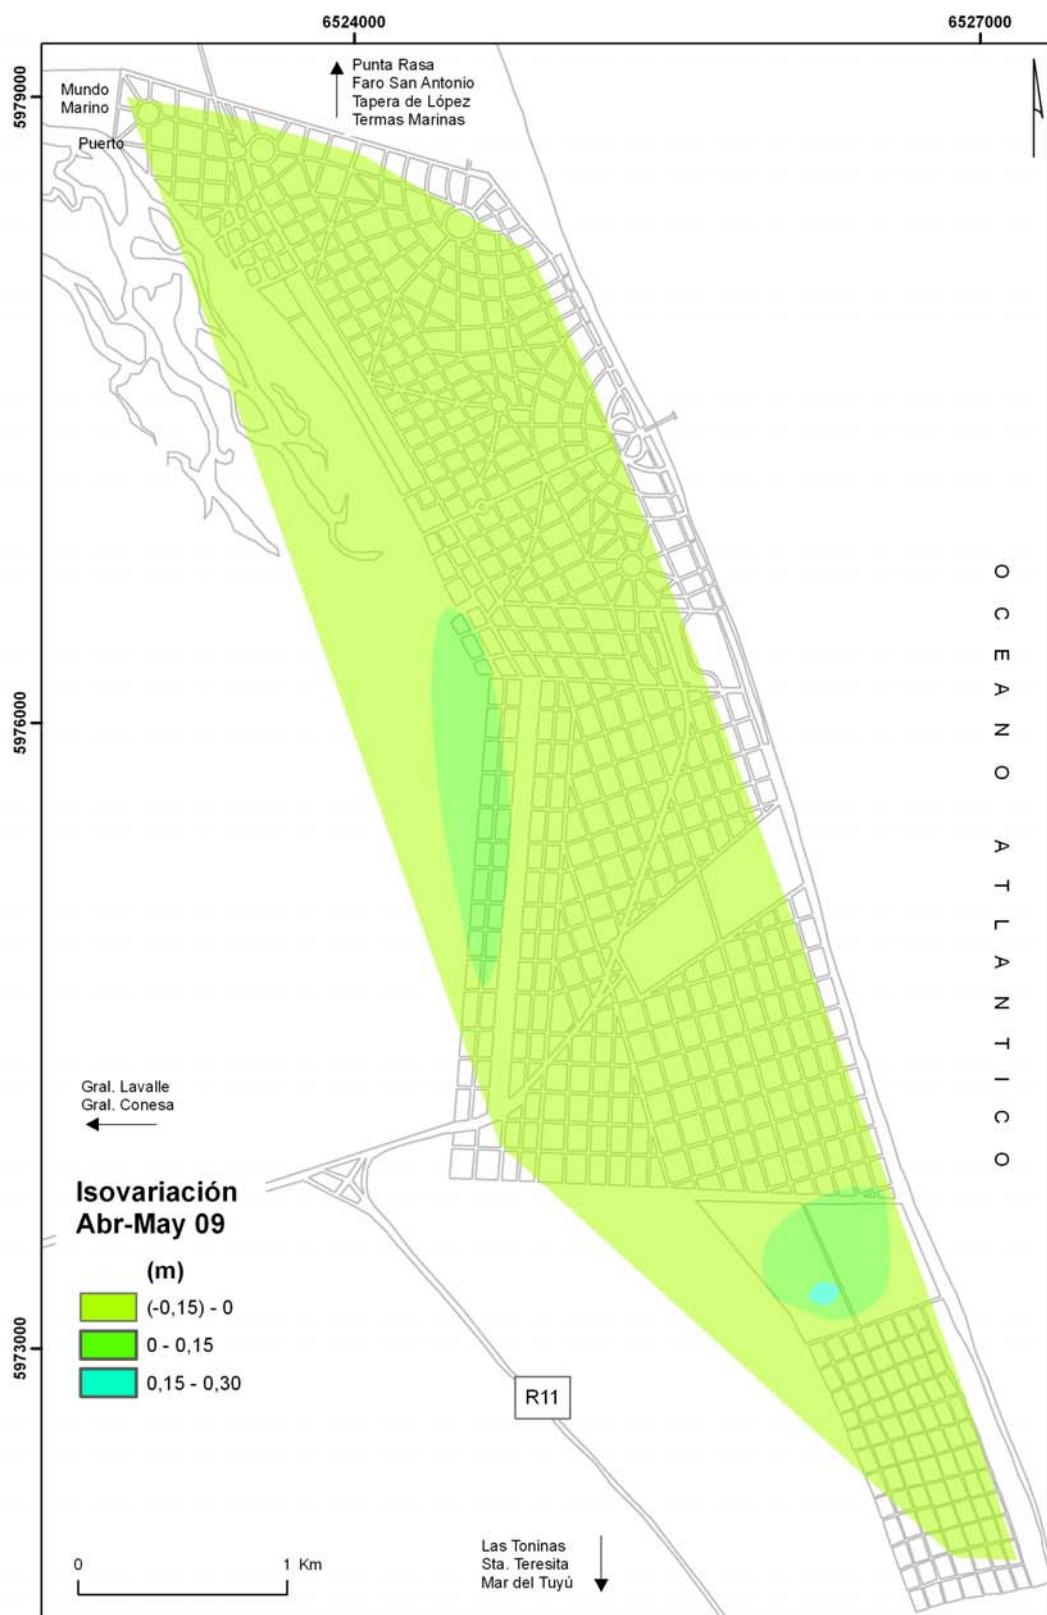 6524000
6527000
5979000
Mundo
Marino
Puerto
Punta Rasa
Faro San Antonio
Tapera de López
Termas Marinas
5976000
OCEANO ATLANTICO
Gral. Lavalle
Gral. Conesa
Isovariación
Abr-May 09
(m)
(-0,15) - 0
0 - 0,15
0,15 - 0,30
5973000
R11
0 1 Km
Las Toninas
Sta. Teresita
Mar del Tuyú